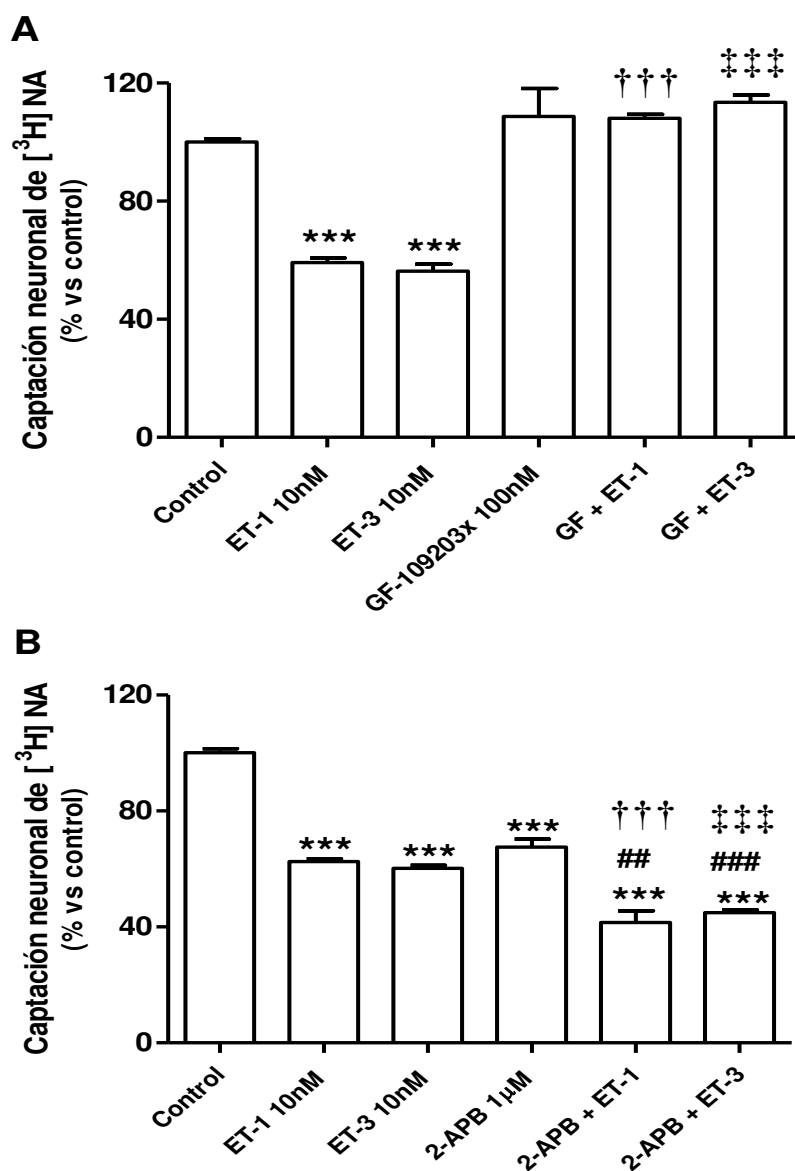 A
Captación neuronal de [³H] NA
(% vs control)
120
80
40
0
***
***
†††
‡‡‡
Control
ET-1 10nM
ET-3 10nM
GF-109203x 100nM
GF + ET-1
GF + ET-3
B
Captación neuronal de [³H] NA
(% vs control)
120
80
40
0
***
***
***
†††
##
***
‡‡‡
###
***
Control
ET-1 10nM
ET-3 10nM
2-APB 1µM
2-APB + ET-1
2-APB + ET-3